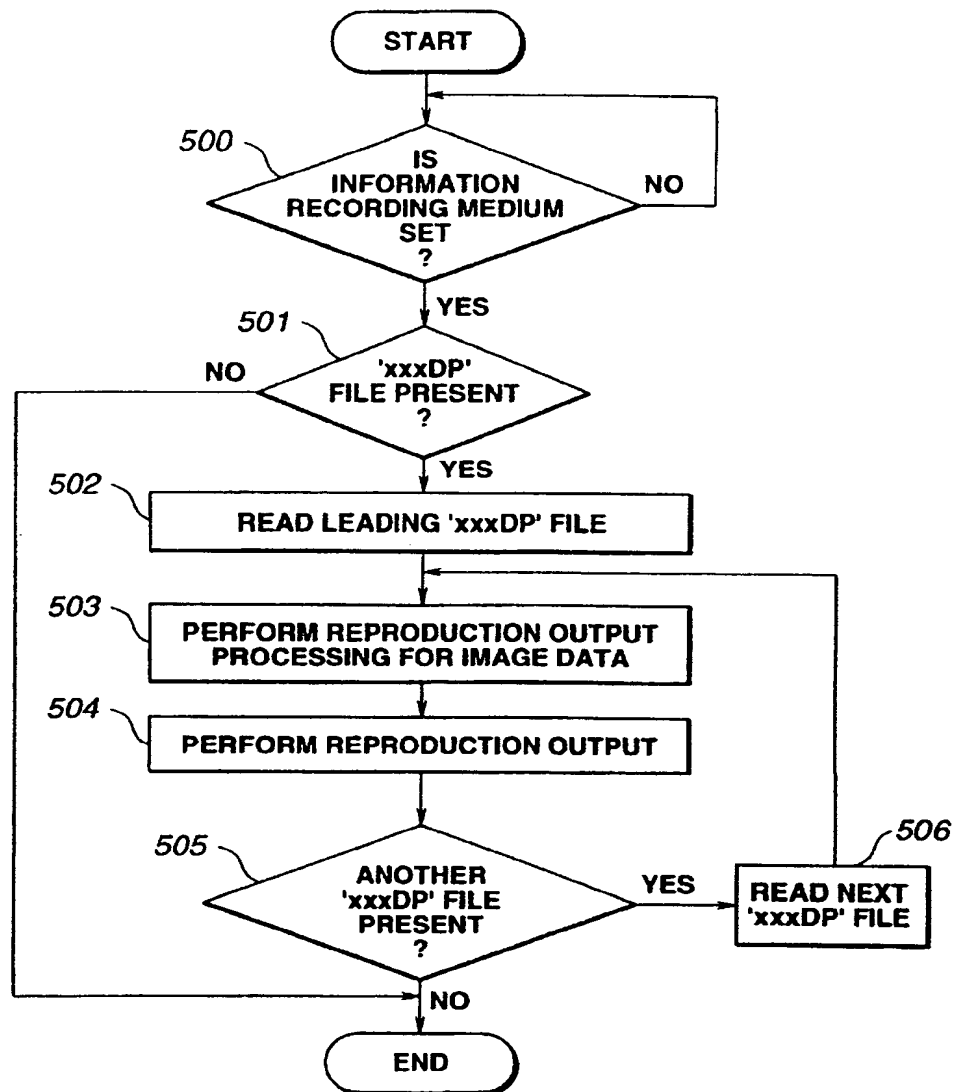 START
500
IS
INFORMATION
RECORDING MEDIUM
SET
?
NO
YES
501
'xxxDP'
FILE PRESENT
?
NO
YES
502
READ LEADING 'xxxDP' FILE
503
PERFORM REPRODUCTION OUTPUT
PROCESSING FOR IMAGE DATA
504
PERFORM REPRODUCTION OUTPUT
505
ANOTHER
'xxxDP' FILE
PRESENT
?
YES
506
READ NEXT
'xxxDP' FILE
NO
END